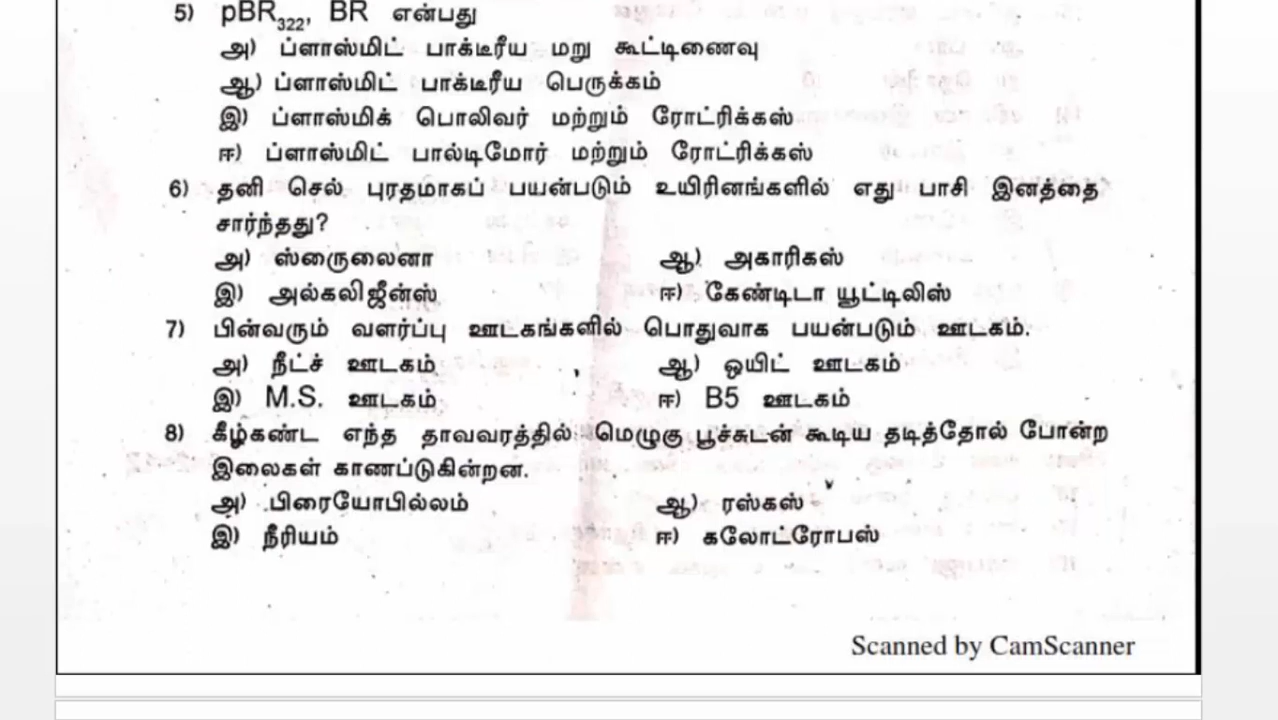 5) pBR322, BR என்பது
அ) ப்ளாஸ்மிட் பாக்டீரீய மறு கூட்டிணைவு
ஆ) ப்ளாஸ்மிட் பாக்டீரீய பெருக்கம்
இ) ப்ளாஸ்மிக் பொலிவர் மற்றும் ரோட்ரிக்கஸ்
ஈ) ப்ளாஸ்மிட் பால்டிமோர் மற்றும் ரோட்ரிக்கஸ்
6) தனி செல் புரதமாகப் பயன்படும் உயிரினங்களில் எது பாசி இனத்தை
சார்ந்தது?
அ) ஸ்ரைுலைனா ஆ) அகாரிகஸ்
இ) அல்கலிஜீன்ஸ் ஈ) கேண்டிடா யூட்டிலிஸ்
7) பின்வரும் வளர்ப்பு ஊடகங்களில் பொதுவாக பயன்படும் ஊடகம்.
அ) நீட்ச் ஊடகம் ஆ) ஒயிட் ஊடகம்
இ) M.S. ஊடகம் ஈ) B5 ஊடகம்
8) கீழ்கண்ட எந்த தாவவரத்தில் மெழுகு பூச்சுடன் கூடிய தடித்தோல் போன்ற
இலைகள் காணப்டுகின்றன.
அ) பிரையோபில்லம் ஆ) ரஸ்கஸ்
இ) நீரியம் ஈ) கலோட்ரோபஸ்
Scanned by CamScanner